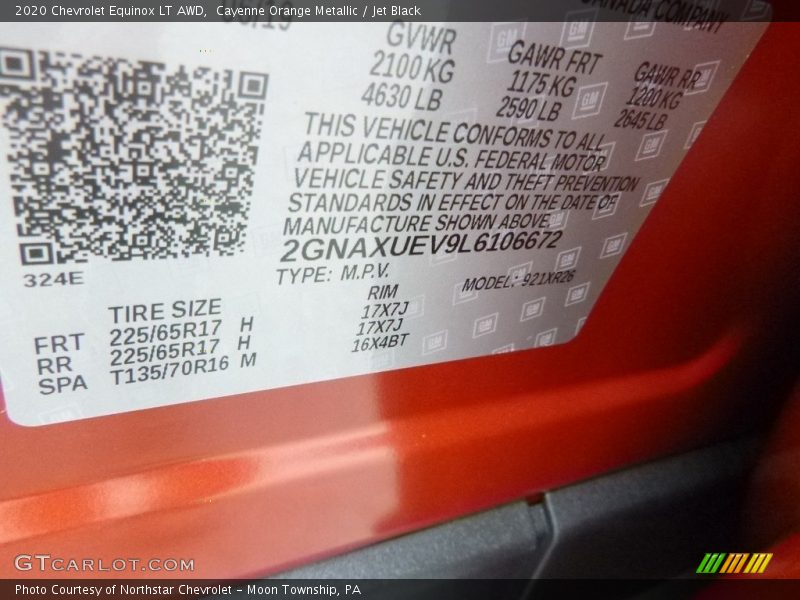 2020 Chevrolet Equinox LT AWD, Cayenne Orange Metallic / Jet Black
CANADA COMPANY
GVWR
2100 KG
4630 LB
GAWR FRT
1175 KG
2590 LB
GAWR RR
1200 KG
2645 LB
THIS VEHICLE CONFORMS TO ALL
APPLICABLE U.S. FEDERAL MOTOR
VEHICLE SAFETY AND THEFT PREVENTION
STANDARDS IN EFFECT ON THE DATE OF
MANUFACTURE SHOWN ABOVE.
2GNAXUEV9L6106672
TYPE: M.P.V.
MODEL: 921XR26
324E
TIRE SIZE RIM
FRT 225/65R17 H 17X7J
RR 225/65R17 H 17X7J
SPA T135/70R16 M 16X4BT
GTCARLOT.COM
Photo Courtesy of Northstar Chevrolet - Moon Township, PA